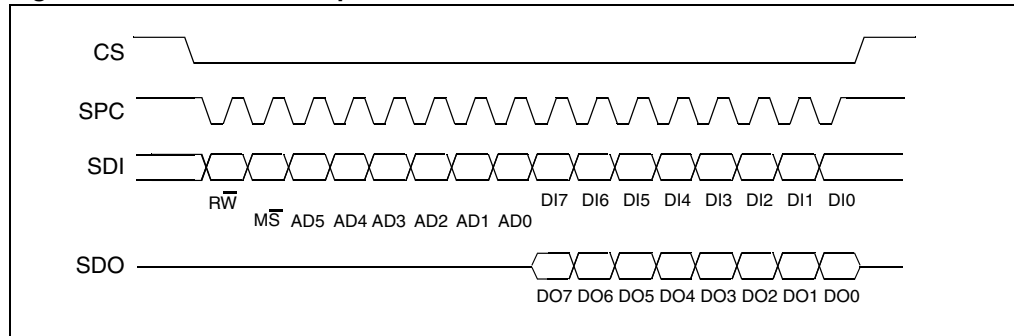 CS
SPC
SDI
RW̅
MS̅ AD5 AD4 AD3 AD2 AD1 AD0
DI7 DI6 DI5 DI4 DI3 DI2 DI1 DI0
SDO
DO7 DO6 DO5 DO4 DO3 DO2 DO1 DO0